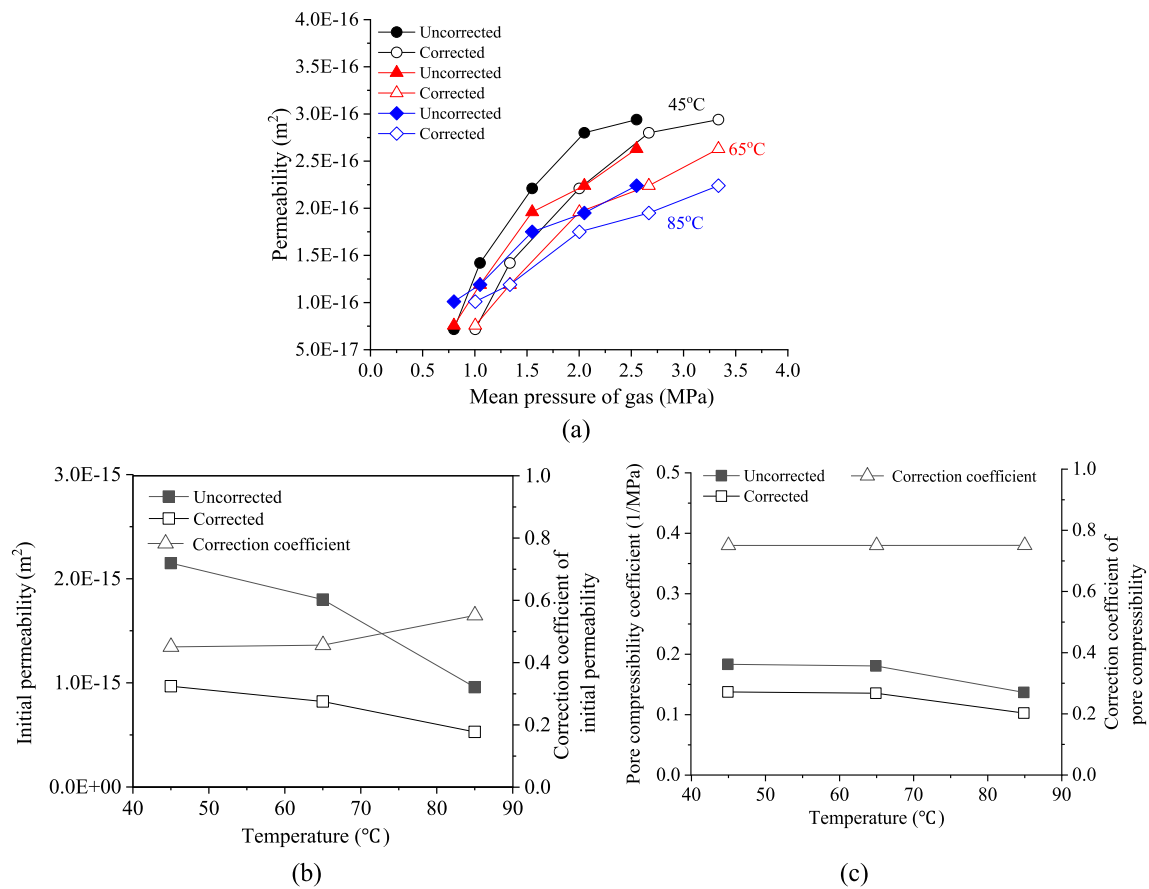 4.0E-16
3.5E-16
3.0E-16
2.5E-16
2.0E-16
1.5E-16
1.0E-16
5.0E-17
Permeability (m²)
Uncorrected
Corrected
Uncorrected
Corrected
Uncorrected
Corrected
45°C
65°C
85°C
0.0 0.5 1.0 1.5 2.0 2.5 3.0 3.5 4.0
Mean pressure of gas (MPa)
(a)
3.0E-15
2.0E-15
1.0E-15
0.0E+00
Initial permeability (m²)
Uncorrected
Corrected
Correction coefficient
1.0
0.8
0.6
0.4
0.2
0.0
Correction coefficient of
initial permeability
40 50 60 70 80 90
Temperature (℃)
(b)
0.5
0.4
0.3
0.2
0.1
0.0
Pore compressibility coefficient (1/MPa)
Uncorrected
Corrected
Correction coefficient
1.0
0.8
0.6
0.4
0.2
0.0
Correction coefficient of
pore compressibility
40 50 60 70 80 90
Temperature (℃)
(c)